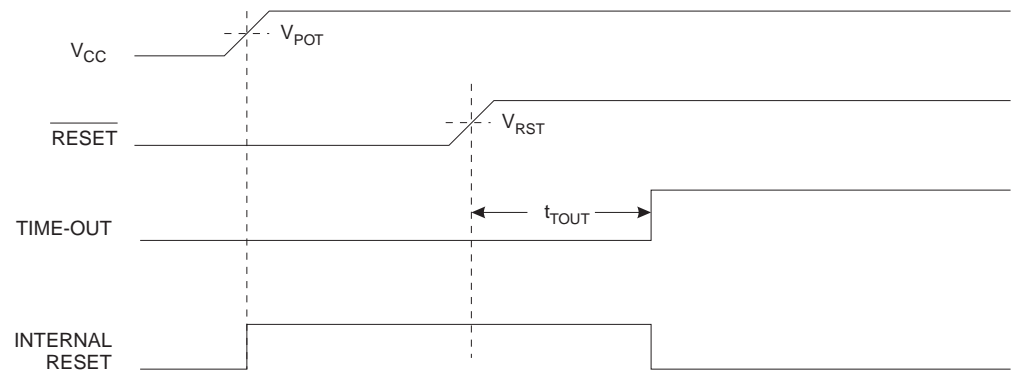 VCC
VPOT
RESET
VRST
TIME-OUT
tTOUT
INTERNAL
RESET